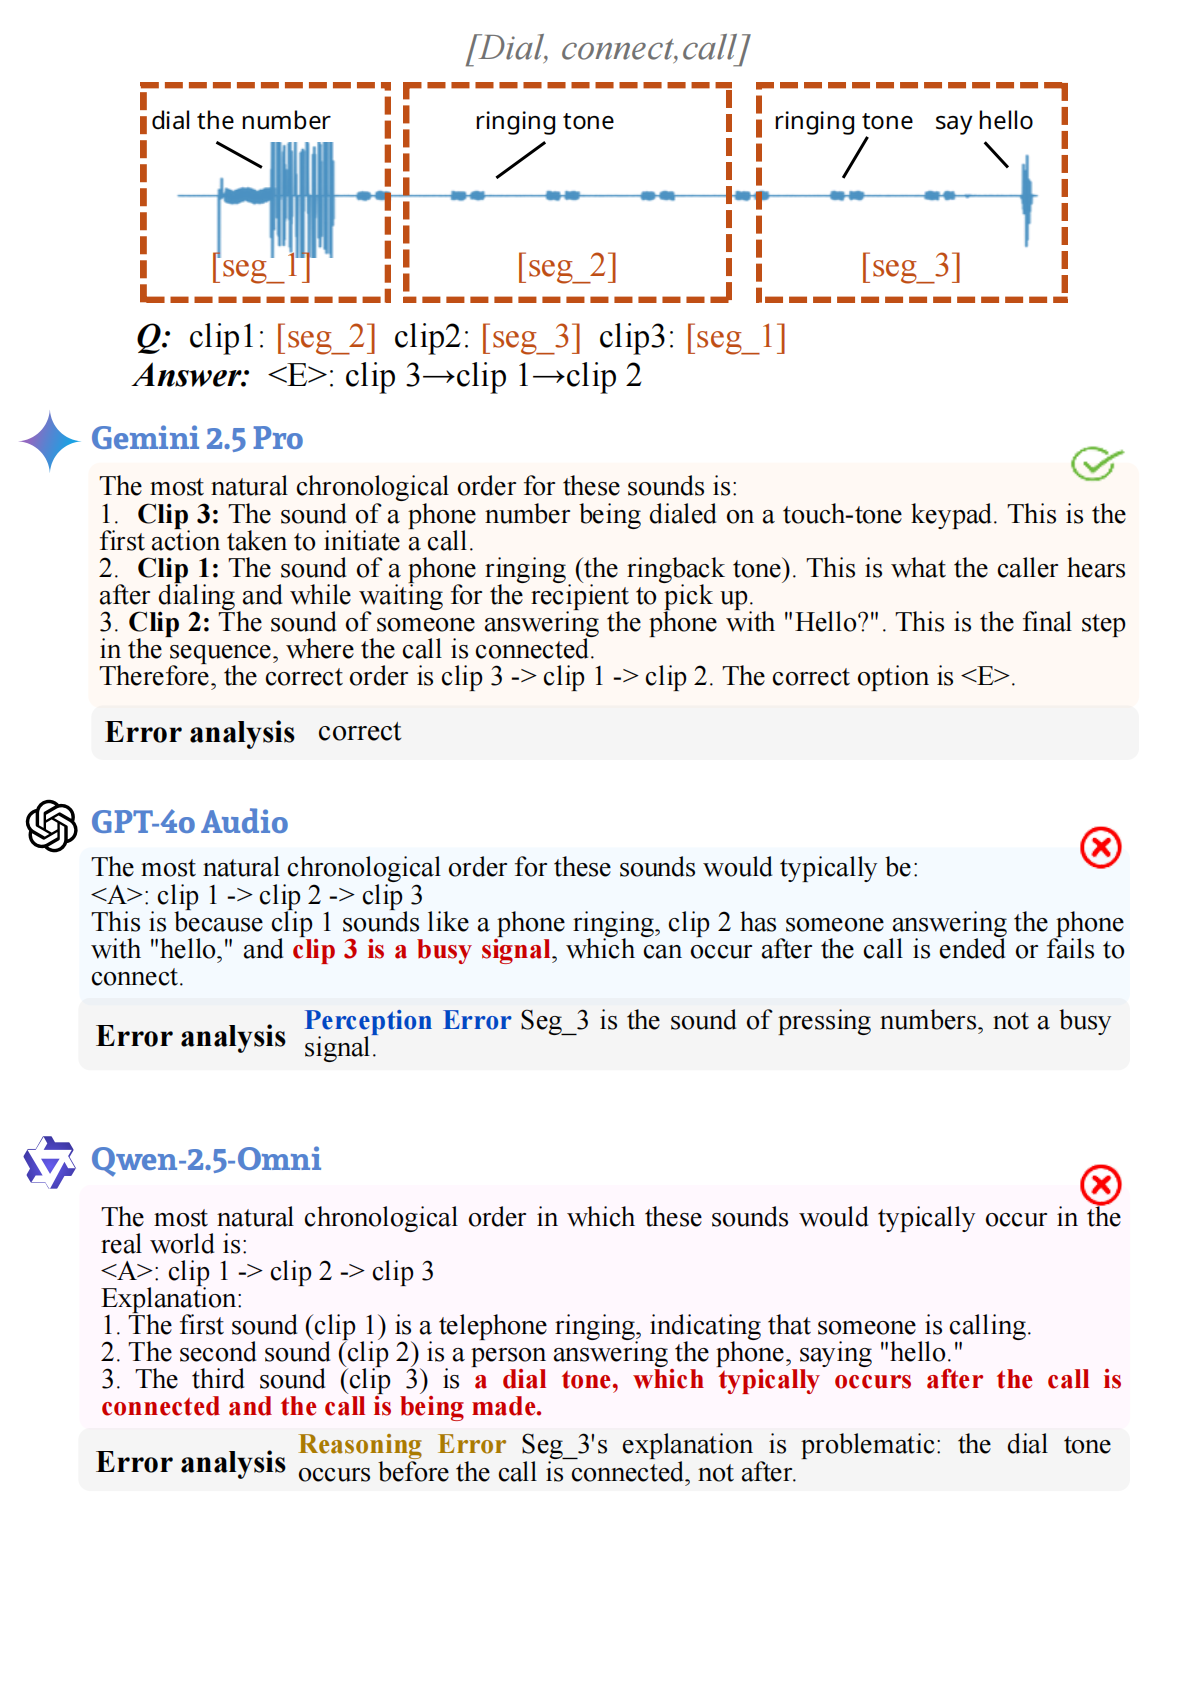 [Dial, connect,call]
dial the number
ringing tone
ringing tone say hello
[seg_1] [seg_2] [seg_3]
Q: clip1: [seg_2] clip2: [seg_3] clip3: [seg_1]
Answer: <E>: clip 3→clip 1→clip 2
Gemini 2.5 Pro
The most natural chronological order for these sounds is:
1. Clip 3: The sound of a phone number being dialed on a touch-tone keypad. This is the
first action taken to initiate a call.
2. Clip 1: The sound of a phone ringing (the ringback tone). This is what the caller hears
after dialing and while waiting for the recipient to pick up.
3. Clip 2: The sound of someone answering the phone with "Hello?". This is the final step
in the sequence, where the call is connected.
Therefore, the correct order is clip 3 -> clip 1 -> clip 2. The correct option is <E>.
Error analysis correct
GPT-4o Audio
The most natural chronological order for these sounds would typically be:
<A>: clip 1 -> clip 2 -> clip 3
This is because clip 1 sounds like a phone ringing, clip 2 has someone answering the phone
with "hello," and clip 3 is a busy signal, which can occur after the call is ended or fails to
connect.
Error analysis Perception Error Seg_3 is the sound of pressing numbers, not a busy
signal.
Qwen-2.5-Omni
The most natural chronological order in which these sounds would typically occur in the
real world is:
<A>: clip 1 -> clip 2 -> clip 3
Explanation:
1. The first sound (clip 1) is a telephone ringing, indicating that someone is calling.
2. The second sound (clip 2) is a person answering the phone, saying "hello."
3. The third sound (clip 3) is a dial tone, which typically occurs after the call is
connected and the call is being made.
Error analysis Reasoning Error Seg_3's explanation is problematic: the dial tone
occurs before the call is connected, not after.